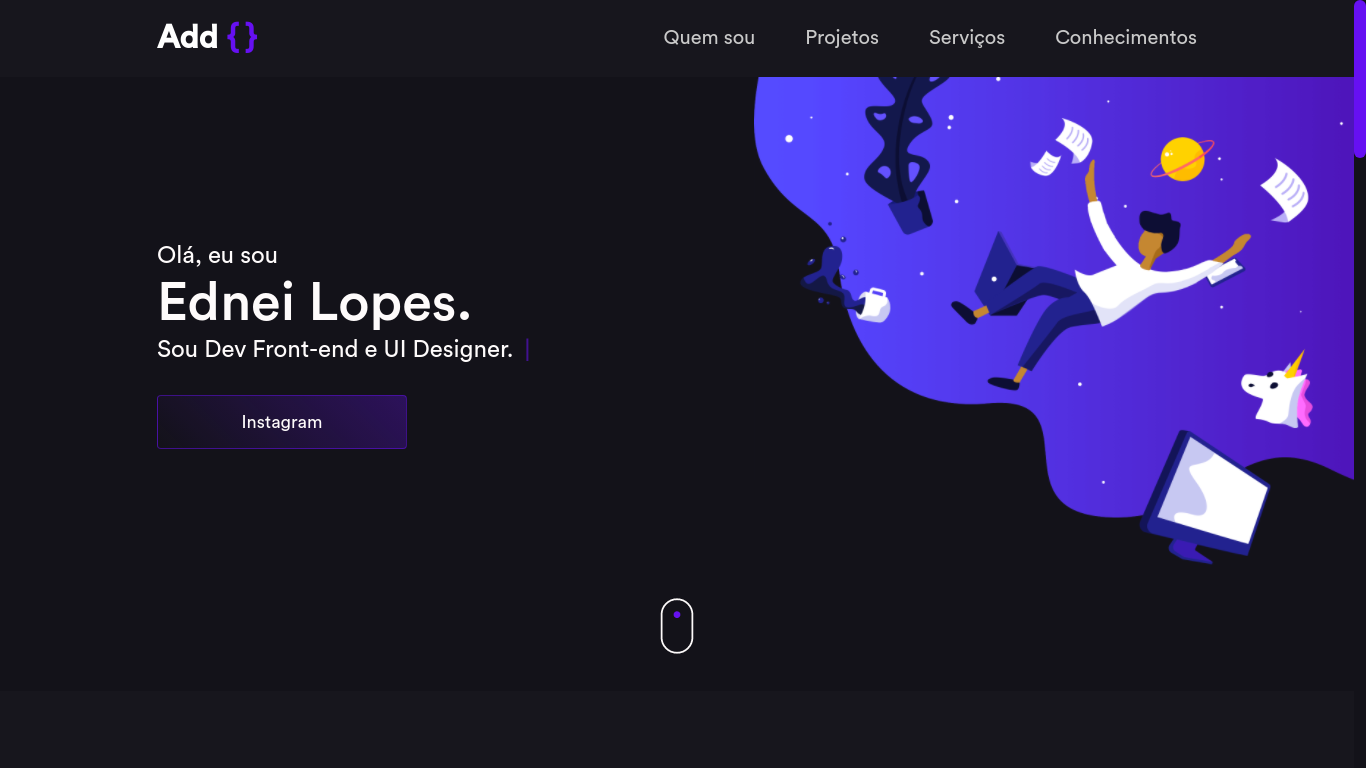 Add {}
Quem sou
Projetos
Serviços
Conhecimentos
Olá, eu sou
Ednei Lopes.
Sou Dev Front-end e UI Designer. |
Instagram